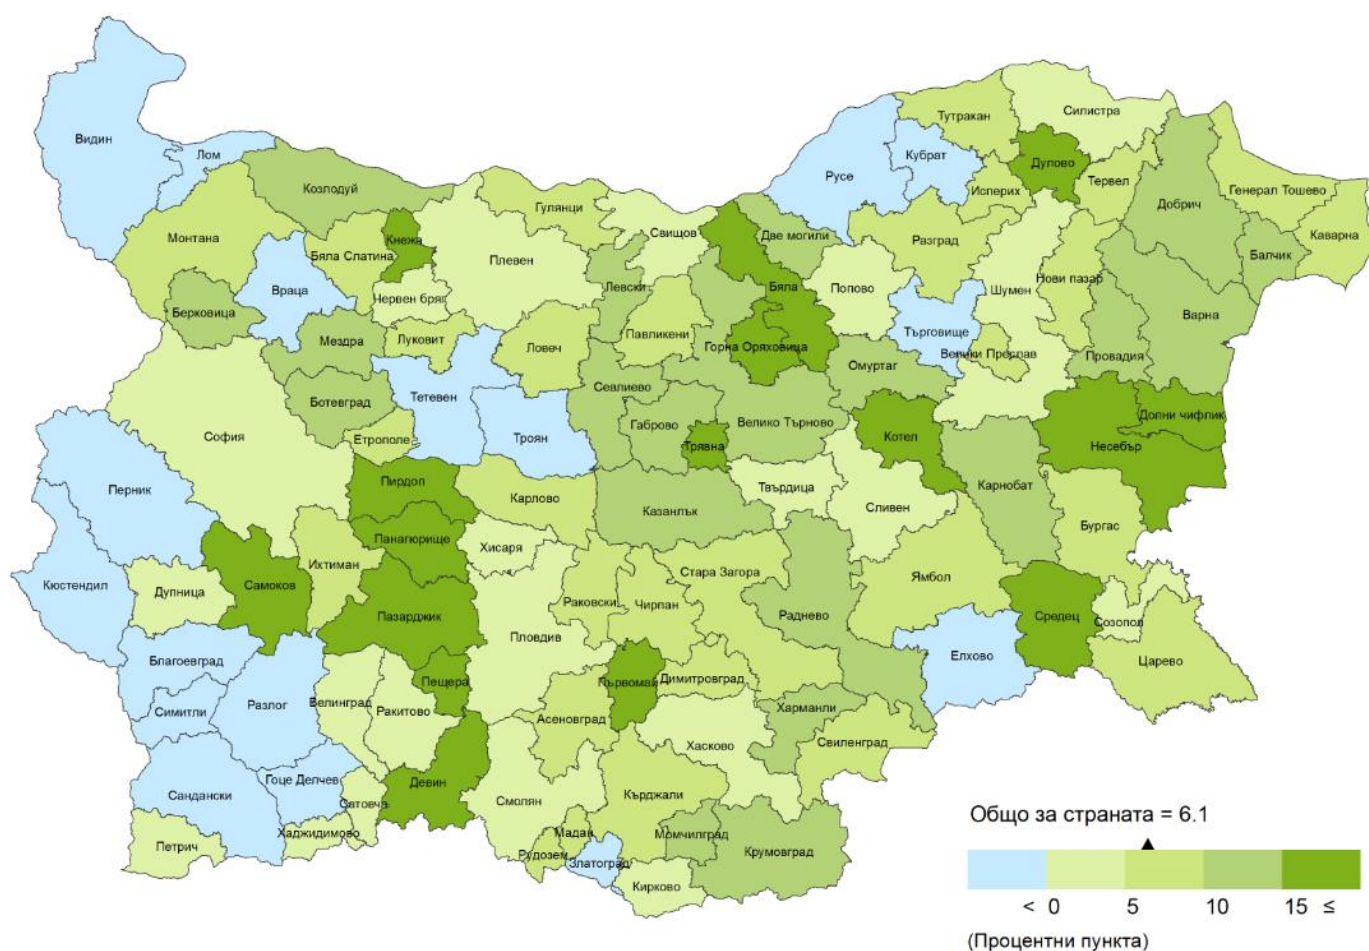 Силистра
Тутракан
Видин
Лом
Кубрат
Дулово
Русе
Тервел
Козлодуй
Исперих
Генерал Тошево
Гулянци
Добрич
Свищов
Две могили
Каварна
Монтана
Кнежа
Разград
Бяла Слатина
Балчик
Плевен
Нови пазар
Левски
Бяла
Попово
Шумен
Враца
Червен бряг
Берковица
Варна
Търговище
Мездра
Луковит
Павликени
Ловеч
Горна Оряховица
Велики Преслав
Провадия
Омуртаг
Севлиево
Тетевен
Ботевград
Долни чифлик
Габрово
Велико Търново
София
Етрополе
Троян
Трявна
Котел
Несебър
Пирдоп
Перник
Карлово
Твърдица
Карнобат
Казанлък
Сливен
Бургас
Панагюрище
Хисаря
Ихтиман
Стара Загора
Кюстендил
Дупница
Самоков
Ямбол
Раковски
Чирпан
Пазарджик
Раднево
Средец
Созопол
Пловдив
Елхово
Благоевград
Царево
Пещера
Първомай
Димитровград
Велинград
Разлог
Ракитово
Симитли
Харманли
Асеновград
Свиленград
Хасково
Гоце Делчев
Девин
Сандански
Сатовча
Смолян
Кърджали
Хаджидимово
Мадан
Момчилград
Петрич
Рудозем
Златоград
Крумовград
Кирково
Общо за страната = 6.1
< 0 5 10 15 ≤
(Процентни пункта)